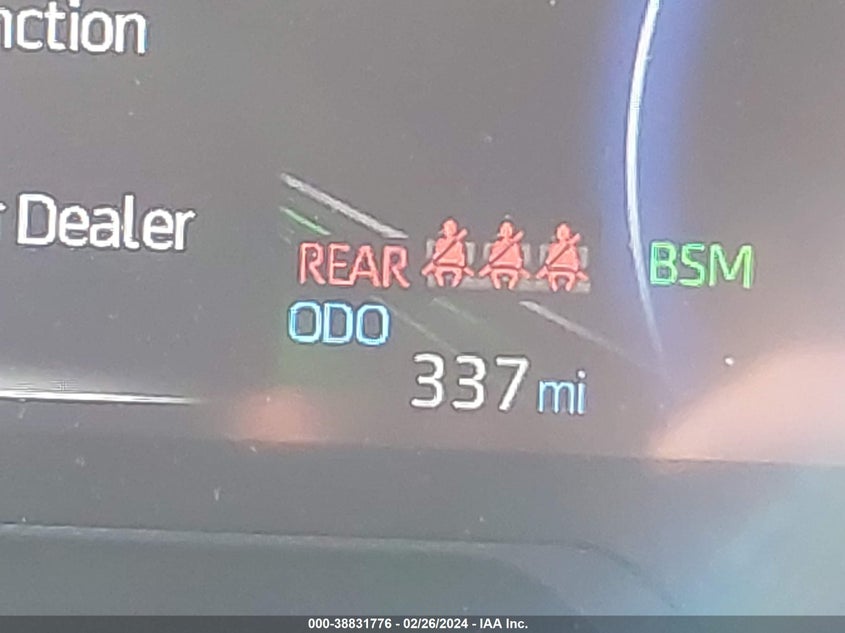 nction
r Dealer
REAR
BSM
ODO
337 mi
000-38831776 - 02/26/2024 - IAA Inc.